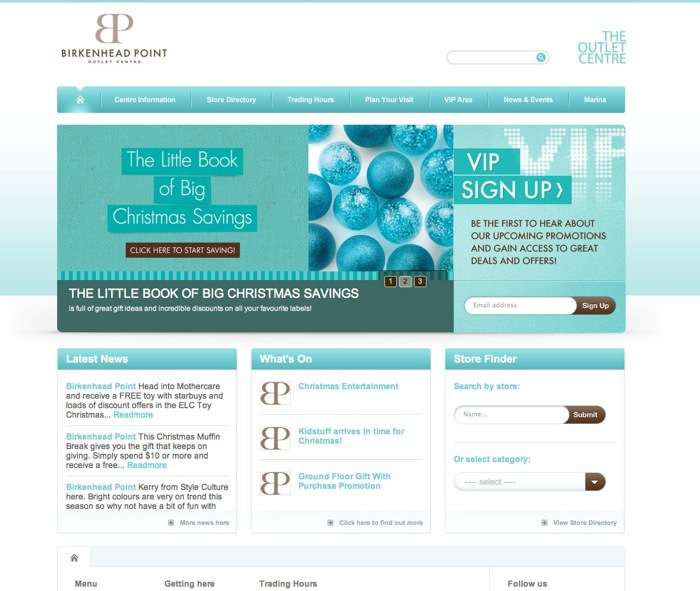 BP
BIRKENHEAD POINT
OUTLET CENTRE
THE
OUTLET
CENTRE
Centre Information
Store Directory
Trading Hours
Plan Your Visit
VIP Area
News & Events
Marina
The Little Book
of Big
Christmas Savings
CLICK HERE TO START SAVING!
1 2 3
THE LITTLE BOOK OF BIG CHRISTMAS SAVINGS
is full of great gift ideas and incredible discounts on all your favourite labels!
VIP
VIP
SIGN UP›
BE THE FIRST TO HEAR ABOUT
OUR UPCOMING PROMOTIONS
AND GAIN ACCESS TO GREAT
DEALS AND OFFERS!
Email address
Sign Up
Latest News
Birkenhead Point Head into Mothercare
and receive a FREE toy with starbuys and
loads of discount offers in the ELC Toy
Christmas... Readmore
Birkenhead Point This Christmas Muffin
Break gives you the gift that keeps on
giving. Simply spend $10 or more and
receive a free... Readmore
Birkenhead Point Kerry from Style Culture
here. Bright colours are very on trend this
season so why not have a bit of fun with
More news here
What's On
BP
Christmas Entertainment
BP
Kidstuff arrives in time for
Christmas!
BP
Ground Floor Gift With
Purchase Promotion
Click here to find out more
Store Finder
Search by store:
Name...
Submit
Or select category:
---- select ----
View Store Directory
Menu
Getting here
Trading Hours
Follow us